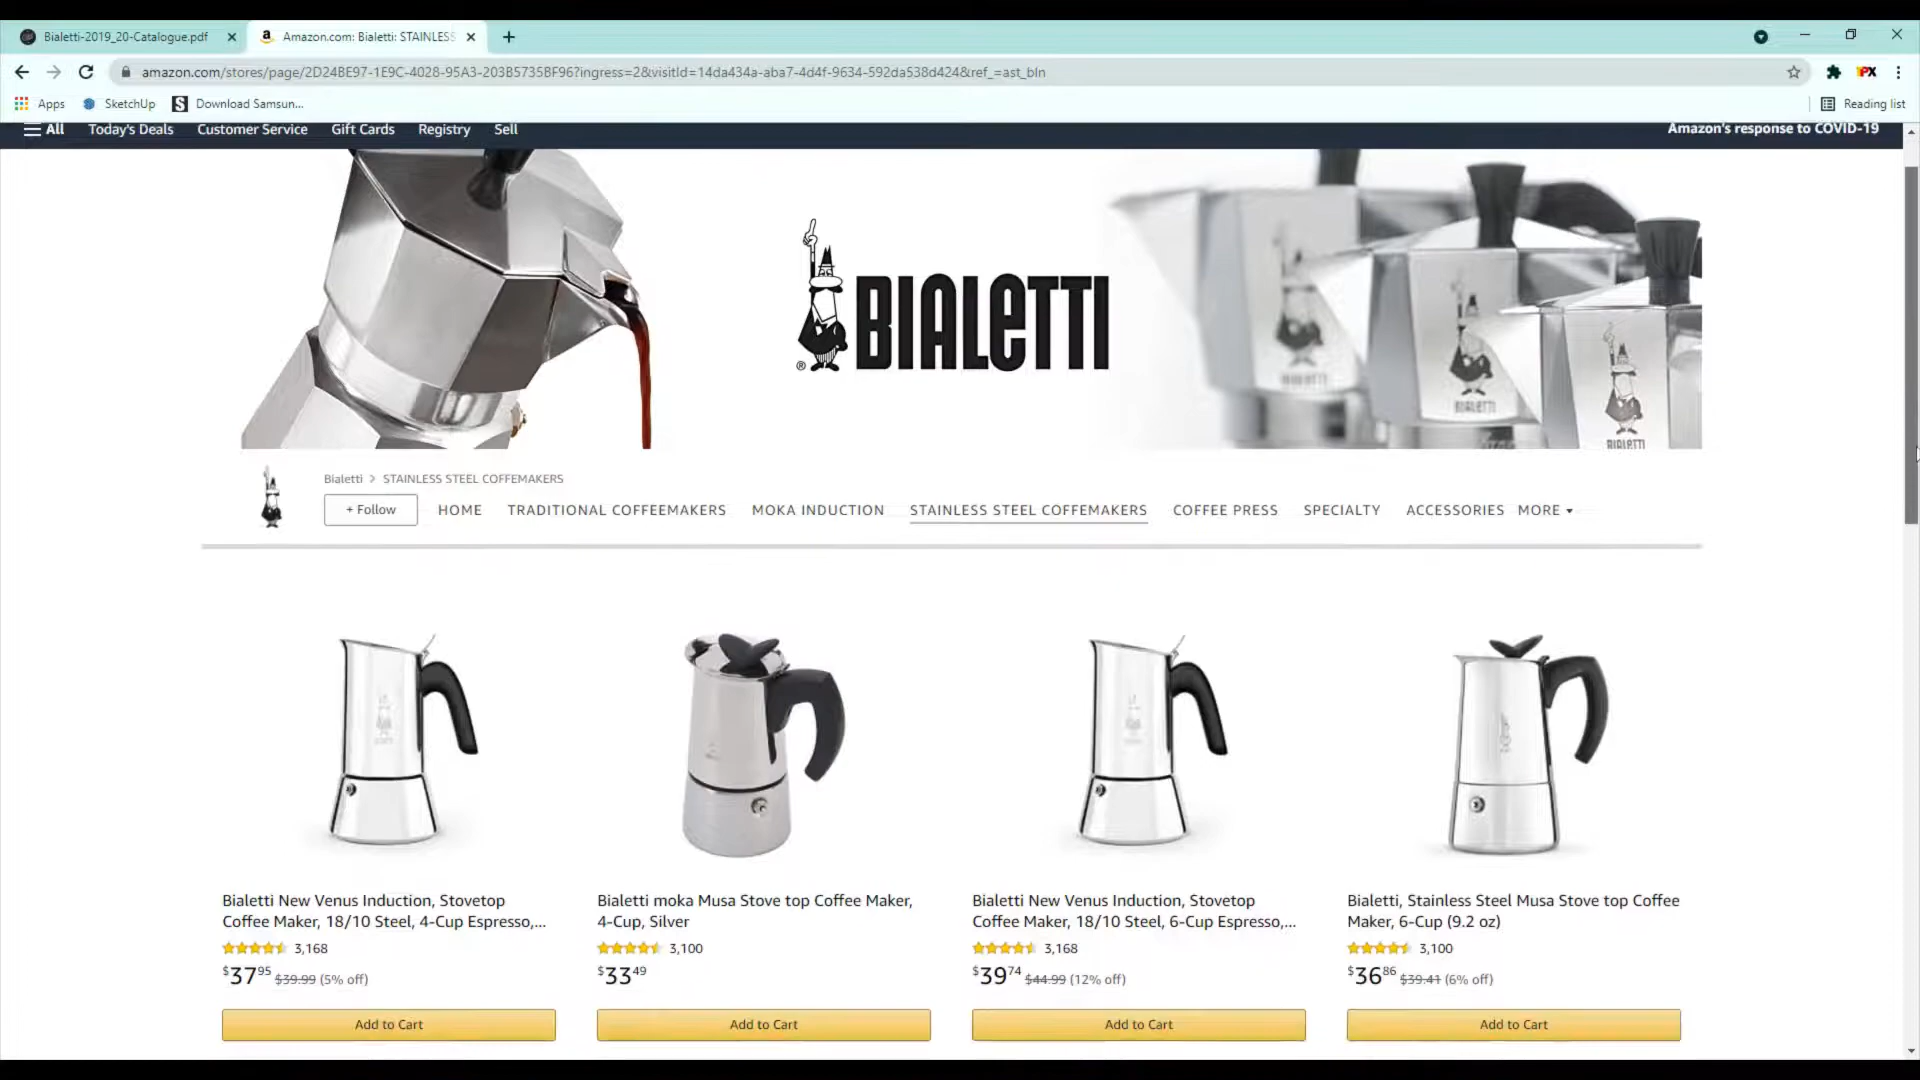 Bialetti-2019_20-Catalogue.pdf
Amazon.com: Bialetti: STAINLESS
amazon.com/stores/page/2D24BE97-1E9C-4028-95A3-203B5735BF96?ingress=2&visitId=14da434a-aba7-4d4f-9634-592da538d424&ref_=ast_bln
Apps SketchUp Download Samsun... Reading list
All Today's Deals Customer Service Gift Cards Registry Sell Amazon's response to COVID-19
BIALETTI
BIALETTI
BIALETTI
BIALETTI
Bialetti > STAINLESS STEEL COFFEMAKERS
+ Follow HOME TRADITIONAL COFFEEMAKERS MOKA INDUCTION STAINLESS STEEL COFFEMAKERS COFFEE PRESS SPECIALTY ACCESSORIES MORE
Bialetti New Venus Induction, Stovetop
Coffee Maker, 18/10 Steel, 4-Cup Espresso,...
3,168
$37.95 $39.99 (5% off)
Add to Cart
Bialetti moka Musa Stove top Coffee Maker,
4-Cup, Silver
3,100
$33.49
Add to Cart
Bialetti New Venus Induction, Stovetop
Coffee Maker, 18/10 Steel, 6-Cup Espresso,...
3,168
$39.74 $44.99 (12% off)
Add to Cart
Bialetti, Stainless Steel Musa Stove top Coffee
Maker, 6-Cup (9.2 oz)
3,100
$36.86 $39.41 (6% off)
Add to Cart